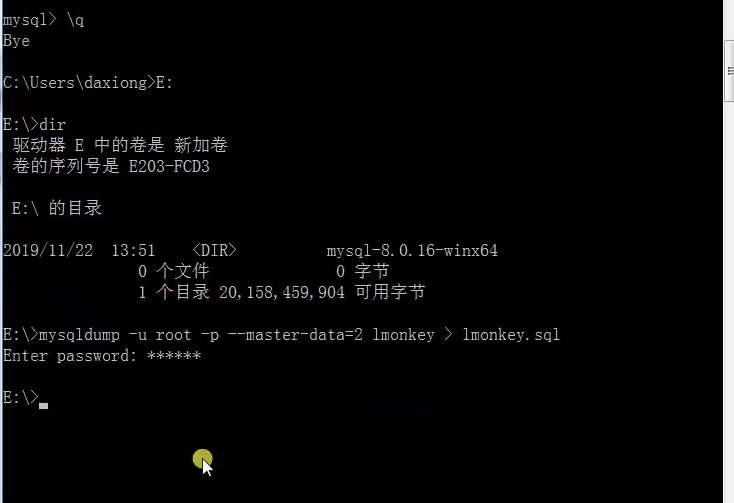 mysql> \q
Bye
C:\Users\daxiong>E:
E:\>dir
驱动器 E 中的卷是 新加卷
卷的序列号是 E203-FCD3
E:\ 的目录
2019/11/22  13:51    <DIR>          mysql-8.0.16-winx64
0 个文件              0 字节
1 个目录 20,158,459,904 可用字节
E:\>mysqldump -u root -p --master-data=2 lmonkey > lmonkey.sql
Enter password: ******
E:\>